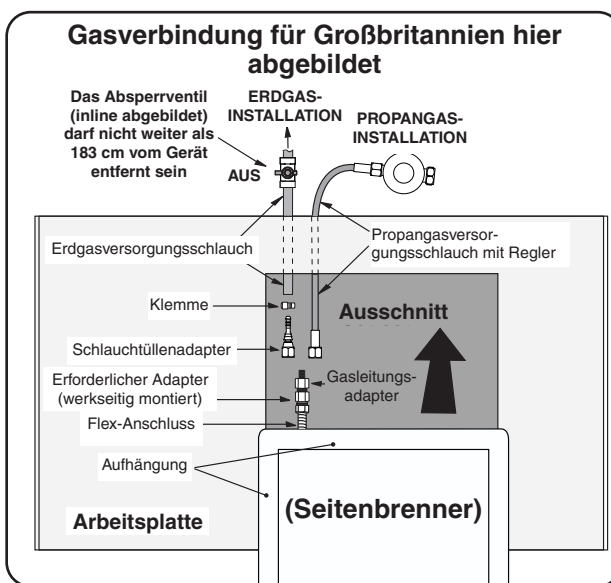 Gasverbindung für Großbritannien hier
abgebildet
Das Absperrventil
(inline abgebildet)
darf nicht weiter als
183 cm vom Gerät
entfernt sein
ERDGAS-
INSTALLATION
PROPANGAS-
INSTALLATION
AUS
Erdgasversorgungsschlauch
Propangasversor-
gungsschlauch mit Regler
Klemme
Ausschnitt
Schlauchtüllenadapter
Erforderlicher Adapter
(werkseitig montiert)
Gasleitungs-
adapter
Flex-Anschluss
Aufhängung
Arbeitsplatte
(Seitenbrenner)